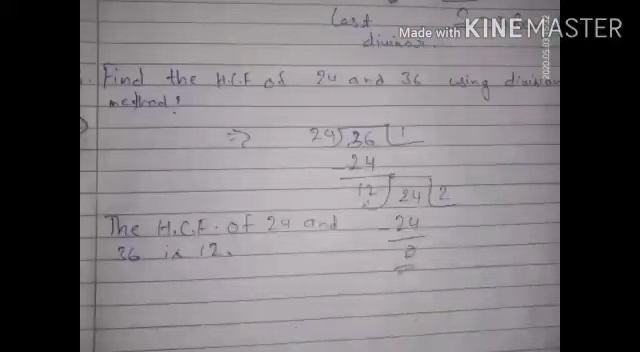 Last
divisor.
Made with KINEMASTER
Find the H.C.F of 24 and 36 using division
method?
⇒ 24) 36 ( 1
- 24
12 ) 24 ( 2
- 24
0
The H.C.F. of 24 and
36 is 12.